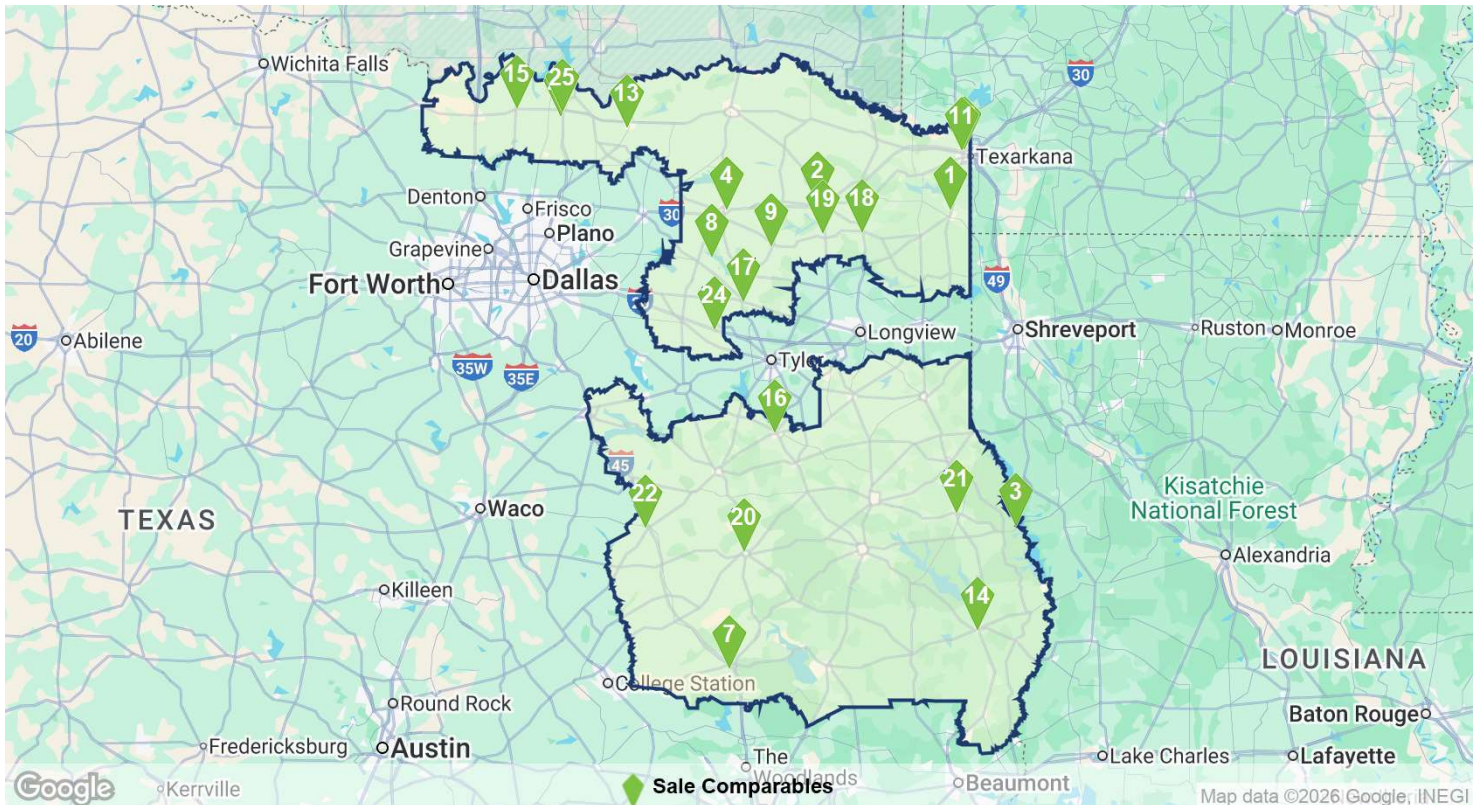 Wichita Falls
30
15
25
13
11
Texarkana
4
2
1
Denton
Frisco
30
19
18
Plano
8
9
Grapevine
17
Fort Worth
Dallas
49
24
20
Abilene
Longview
Shreveport
Ruston
Monroe
35W
35E
Tyler
16
45
21
3
Kisatchie
National Forest
22
20
TEXAS
Waco
Alexandria
Killeen
14
7
LOUISIANA
College Station
Round Rock
Baton Rouge
Fredericksburg
Austin
The
Woodlands
Lake Charles
Lafayette
Beaumont
Google
Kerrville
Sale Comparables
Map data ©2026 Google, INEGI